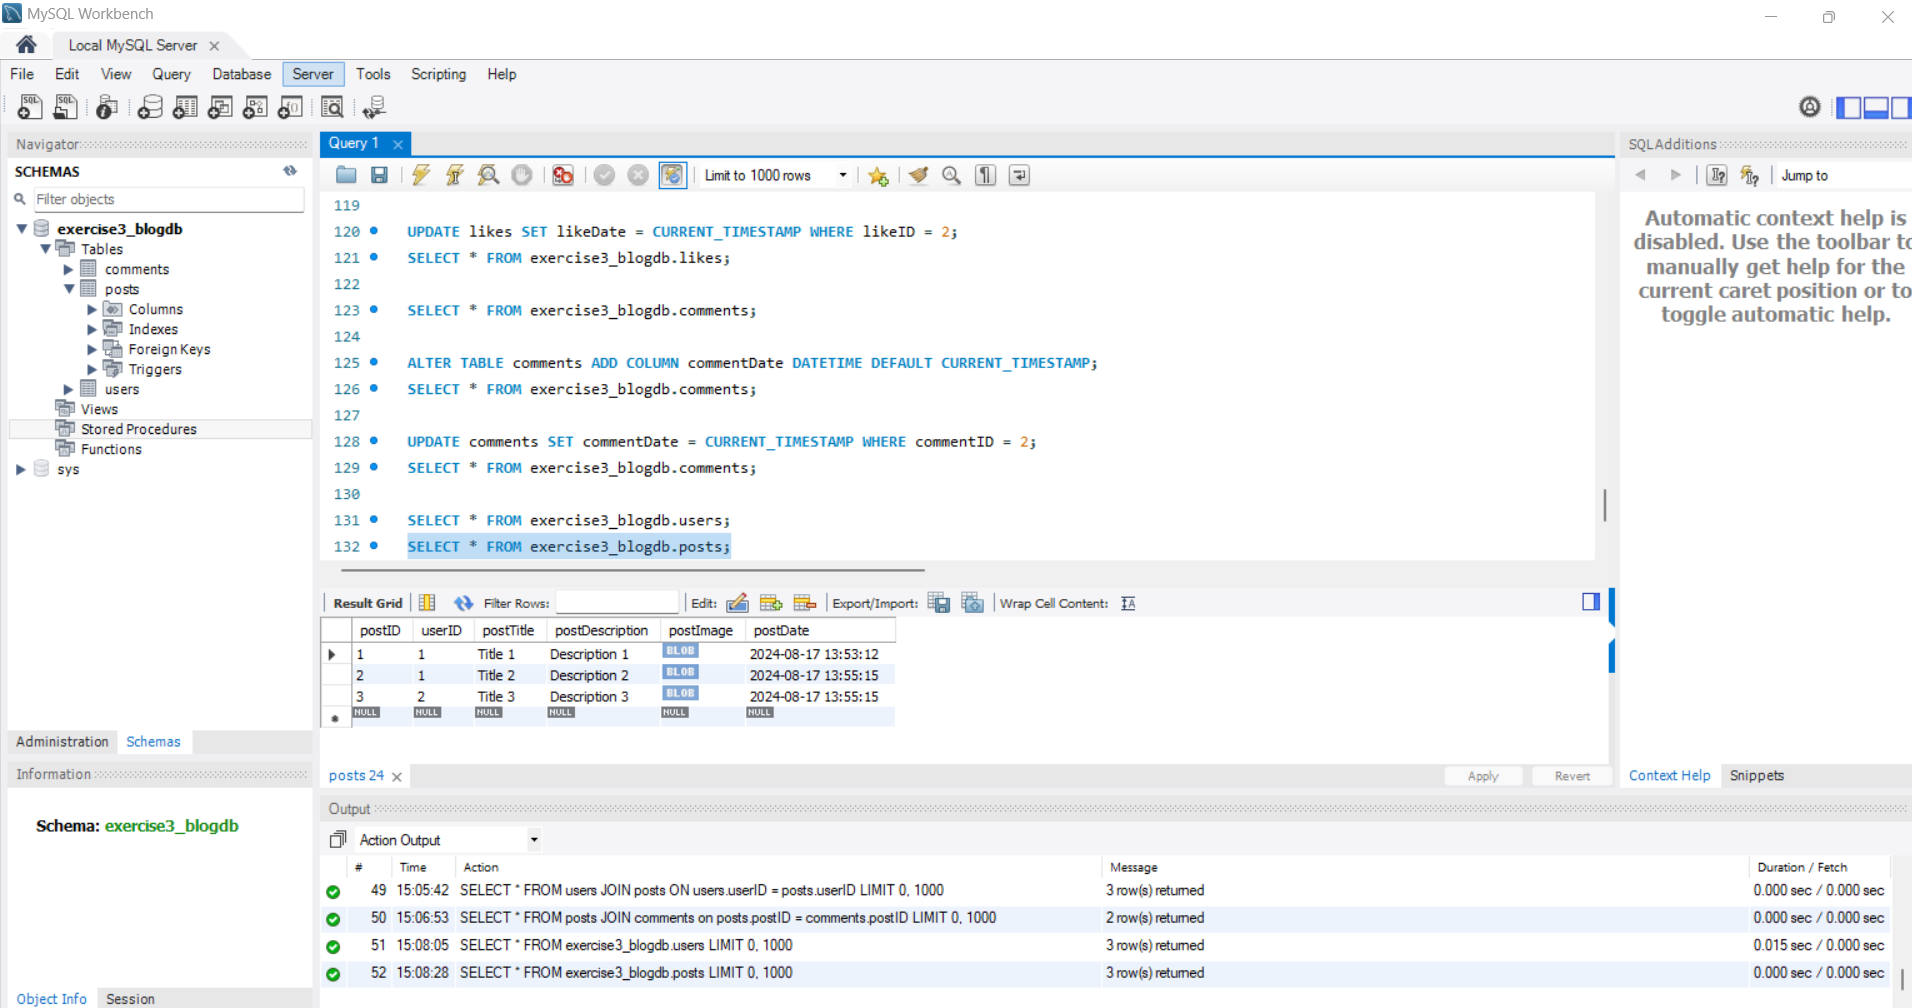 MySQL Workbench
Local MySQL Server
File Edit View Query Database Server Tools Scripting Help
Navigator
SCHEMAS
Filter objects
exercise3_blogdb
Tables
comments
posts
Columns
Indexes
Foreign Keys
Triggers
users
Views
Stored Procedures
Functions
sys
Administration Schemas
Information
Schema: exercise3_blogdb
Object Info Session
Query 1
Limit to 1000 rows
119
120 UPDATE likes SET likeDate = CURRENT_TIMESTAMP WHERE likeID = 2;
121 SELECT * FROM exercise3_blogdb.likes;
122
123 SELECT * FROM exercise3_blogdb.comments;
124
125 ALTER TABLE comments ADD COLUMN commentDate DATETIME DEFAULT CURRENT_TIMESTAMP;
126 SELECT * FROM exercise3_blogdb.comments;
127
128 UPDATE comments SET commentDate = CURRENT_TIMESTAMP WHERE commentID = 2;
129 SELECT * FROM exercise3_blogdb.comments;
130
131 SELECT * FROM exercise3_blogdb.users;
132 SELECT * FROM exercise3_blogdb.posts;
Result Grid Filter Rows: Edit: Export/Import: Wrap Cell Content:
postID userID postTitle postDescription postImage postDate
1 1 Title 1 Description 1 BLOB 2024-08-17 13:53:12
2 1 Title 2 Description 2 BLOB 2024-08-17 13:55:15
3 2 Title 3 Description 3 BLOB 2024-08-17 13:55:15
NULL NULL NULL NULL NULL NULL
posts 24 Apply Revert
SQLAdditions
Jump to
Automatic context help is
disabled. Use the toolbar to
manually get help for the
current caret position or to
toggle automatic help.
Context Help Snippets
Output
Action Output
# Time Action Message Duration / Fetch
49 15:05:42 SELECT * FROM users JOIN posts ON users.userID = posts.userID LIMIT 0, 1000 3 row(s) returned 0.000 sec / 0.000 sec
50 15:06:53 SELECT * FROM posts JOIN comments on posts.postID = comments.postID LIMIT 0, 1000 2 row(s) returned 0.000 sec / 0.000 sec
51 15:08:05 SELECT * FROM exercise3_blogdb.users LIMIT 0, 1000 3 row(s) returned 0.015 sec / 0.000 sec
52 15:08:28 SELECT * FROM exercise3_blogdb.posts LIMIT 0, 1000 3 row(s) returned 0.000 sec / 0.000 sec